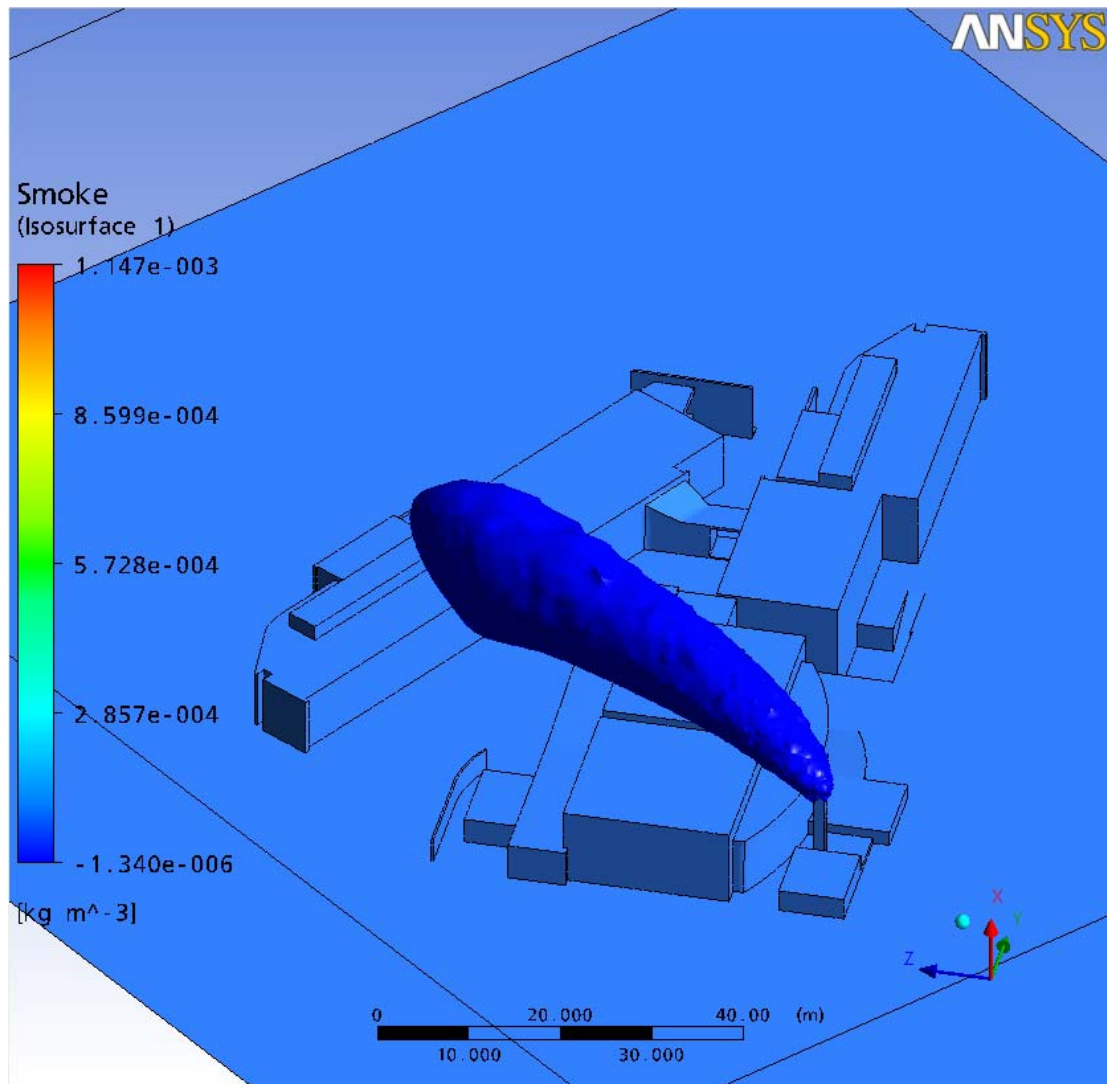 ANSYS
Smoke
(Isosurface 1)
1.147e-003
8.599e-004
5.728e-004
2.857e-004
-1.340e-006
[kg m^-3]
X
Y
Z
0 20.000 40.00 (m)
10.000 30.000